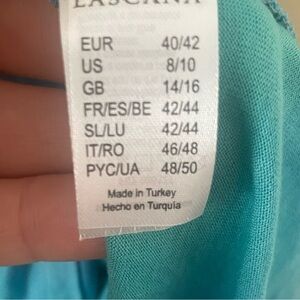 LASCANA
EUR 40/42
US 8/10
GB 14/16
FR/ES/BE 42/44
SL/LU 42/44
IT/RO 46/48
PYC/UA 48/50
Made in Turkey
Hecho en Turquia